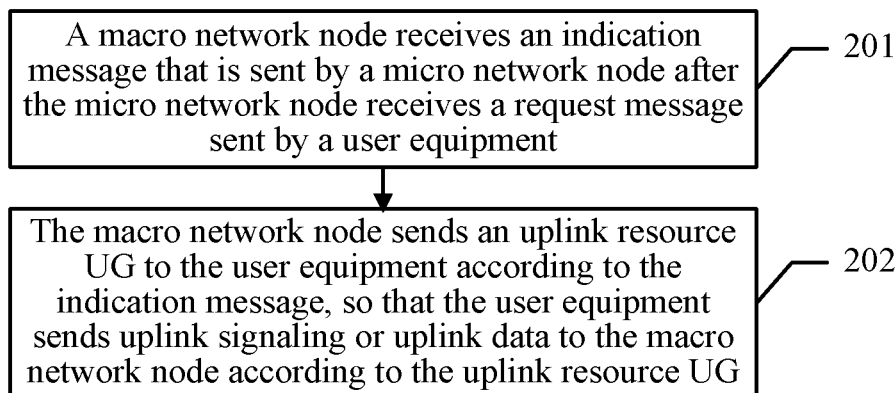 A macro network node receives an indication
message that is sent by a micro network node after
the micro network node receives a request message
sent by a user equipment
201
The macro network node sends an uplink resource
UG to the user equipment according to the
indication message, so that the user equipment
sends uplink signaling or uplink data to the macro
network node according to the uplink resource UG
202